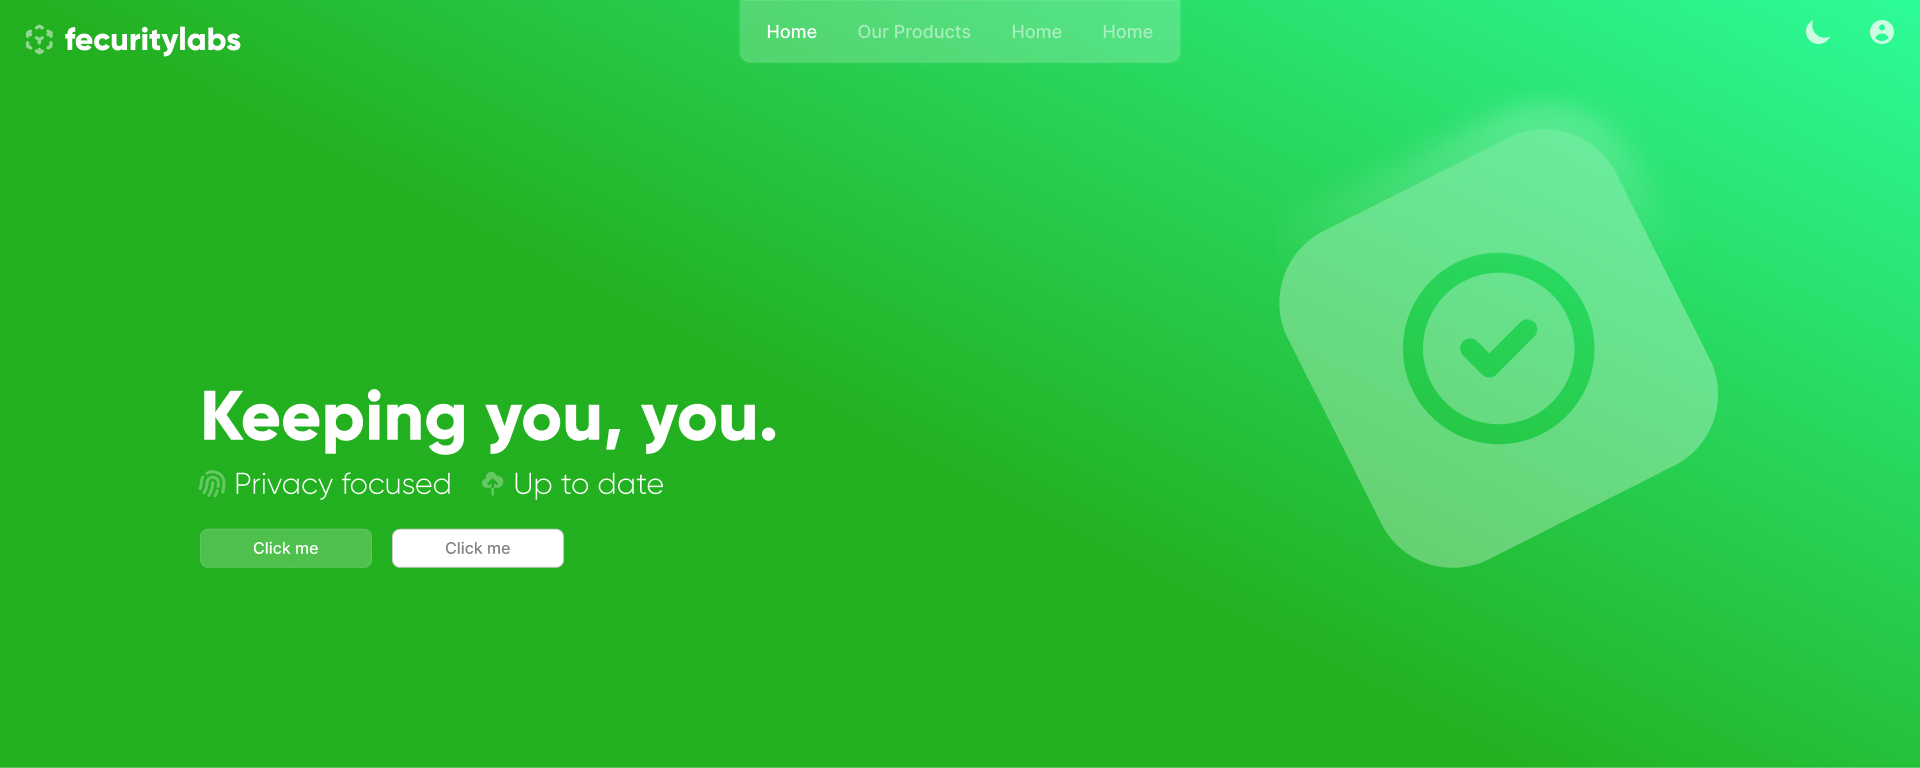 fecuritylabs
Home Our Products Home Home
Keeping you, you.
Privacy focused Up to date
Click me Click me